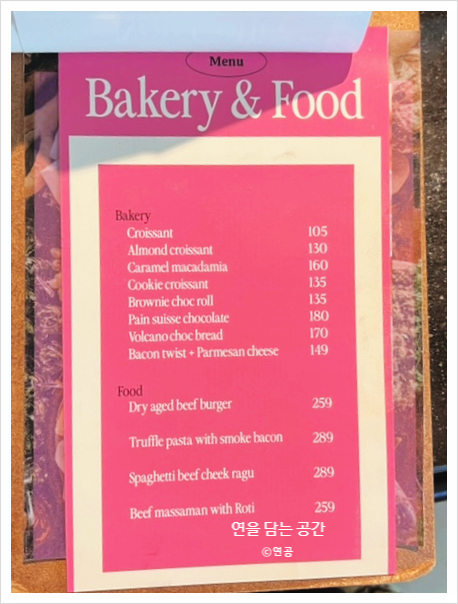 Menu
Bakery & Food
Bakery
Croissant 105
Almond croissant 130
Caramel macadamia 160
Cookie croissant 135
Brownie choc roll 135
Pain suisse chocolate 180
Volcano choc bread 170
Bacon twist + Parmesan cheese 149
Food
Dry aged beef burger 259
Truffle pasta with smoke bacon 289
Spaghetti beef cheek ragu 289
Beef massaman with Roti 259
연을 담는 공간
©연공